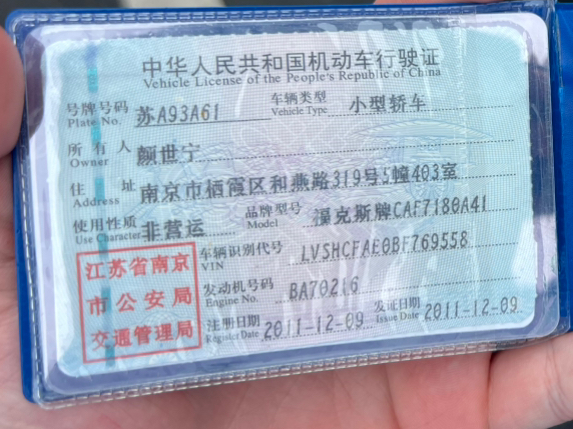 中华人民共和国机动车行驶证
Vehicle License of the People's Republic of China
号牌号码 苏A93A61 车辆类型 小型轿车
Plate No. Vehicle Type
所有人 颜世宁
Owner
住址 南京市栖霞区和燕路319号5幢403室
Address
使用性质 非营运 品牌型号 福克斯牌CAF7180A41
Use Character Model
江苏省南京
市公安局
交通管理局
车辆识别代号 LVSHCFAE0BF769558
VIN
发动机号码 BA70216
Engine No.
注册日期 2011-12-09 发证日期 2011-12-09
Register Date Issue Date